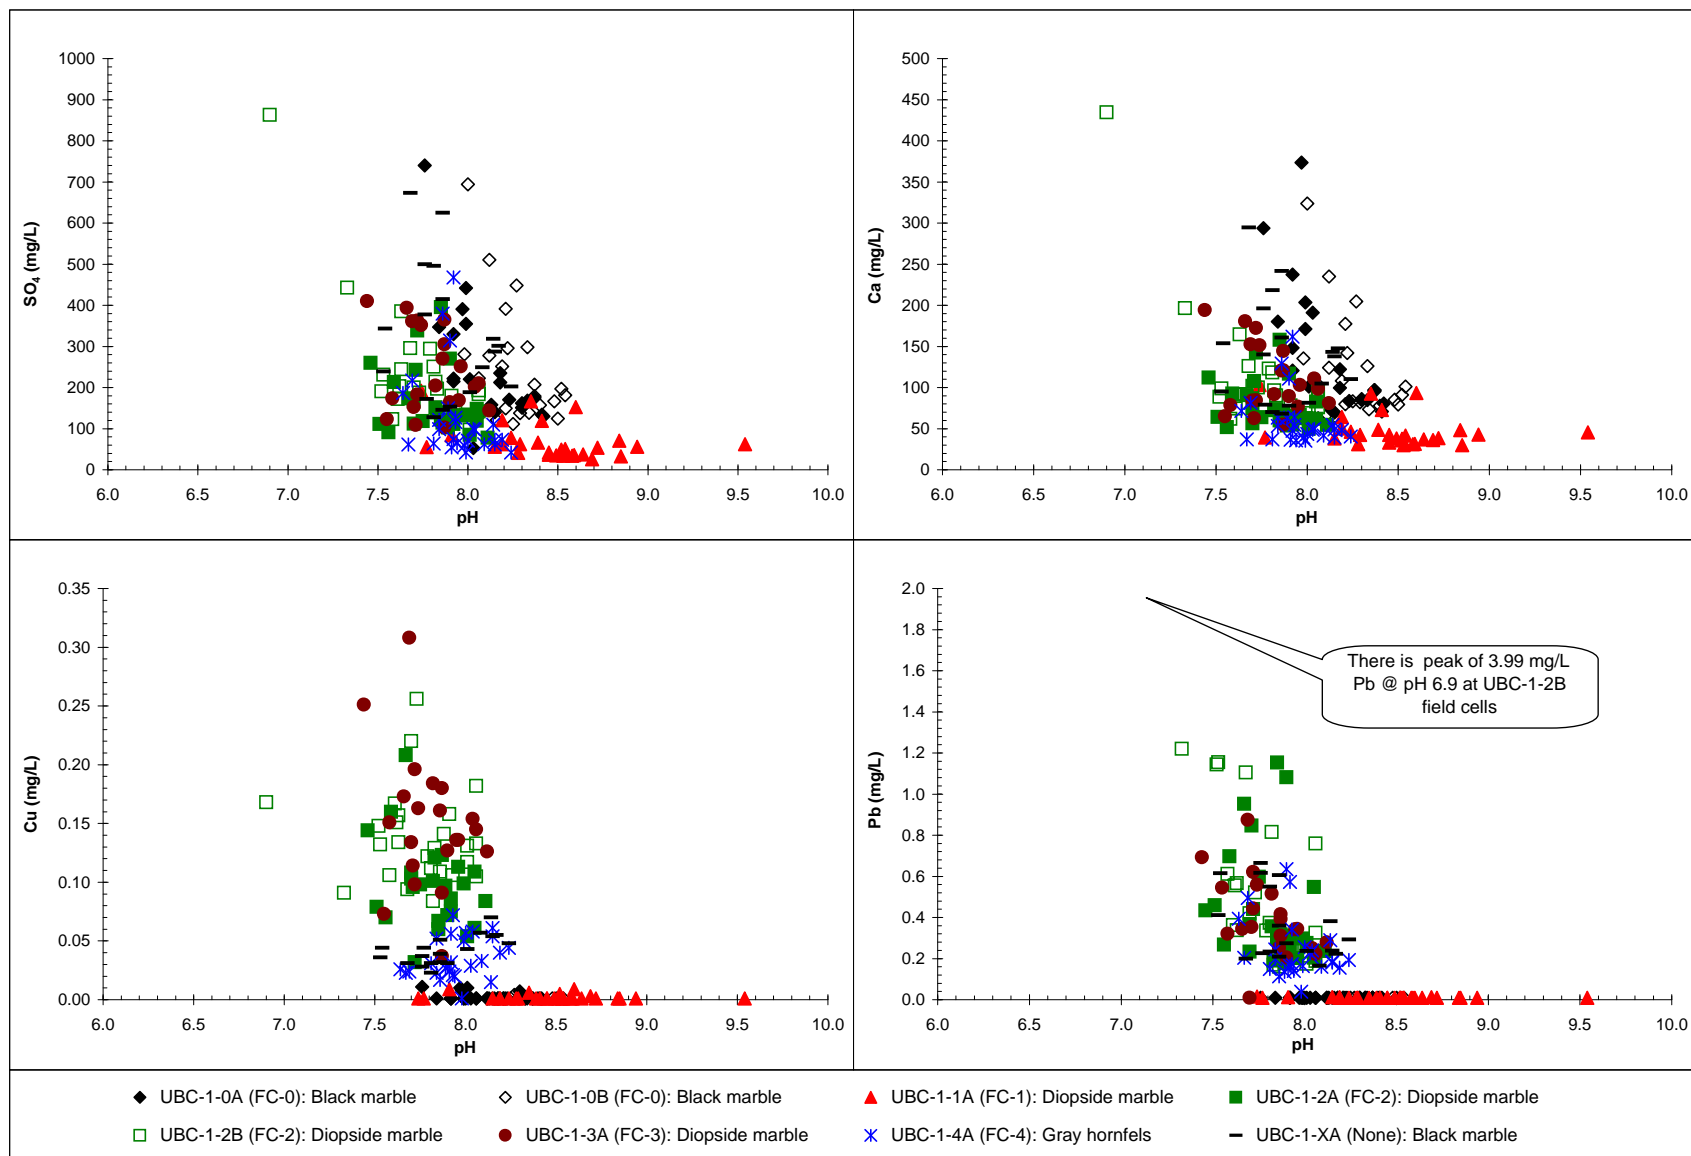 1000
900
800
700
600
500
400
300
200
100
0
SO4 (mg/L)
6.0 7.0 7.5 8.0 8.5 9.0 9.5 10.0
pH
500
450
400
350
300
250
200
150
100
50
0
Ca (mg/L)
6.0 7.0 7.5 8.0 8.5 9.0 9.5 10.0
pH
0.35
0.30
0.25
0.20
0.15
0.10
0.05
0.00
Cu (mg/L)
6.0 7.0 7.5 8.0 8.5 9.0 9.5 10.0
pH
2.0
1.8
1.6
1.4
1.2
1.0
0.8
0.6
0.4
0.2
0.0
Pb (mg/L)
6.0 7.0 7.5 8.0 8.5 9.0 9.5 10.0
pH
There is peak of 3.99 mg/L
Pb @ pH 6.9 at UBC-1-2B
field cells
UBC-1-0A (FC-0): Black marble
UBC-1-0B (FC-0): Black marble
UBC-1-1A (FC-1): Diopside marble
UBC-1-2A (FC-2): Diopside marble
UBC-1-2B (FC-2): Diopside marble
UBC-1-3A (FC-3): Diopside marble
UBC-1-4A (FC-4): Gray hornfels
UBC-1-XA (None): Black marble